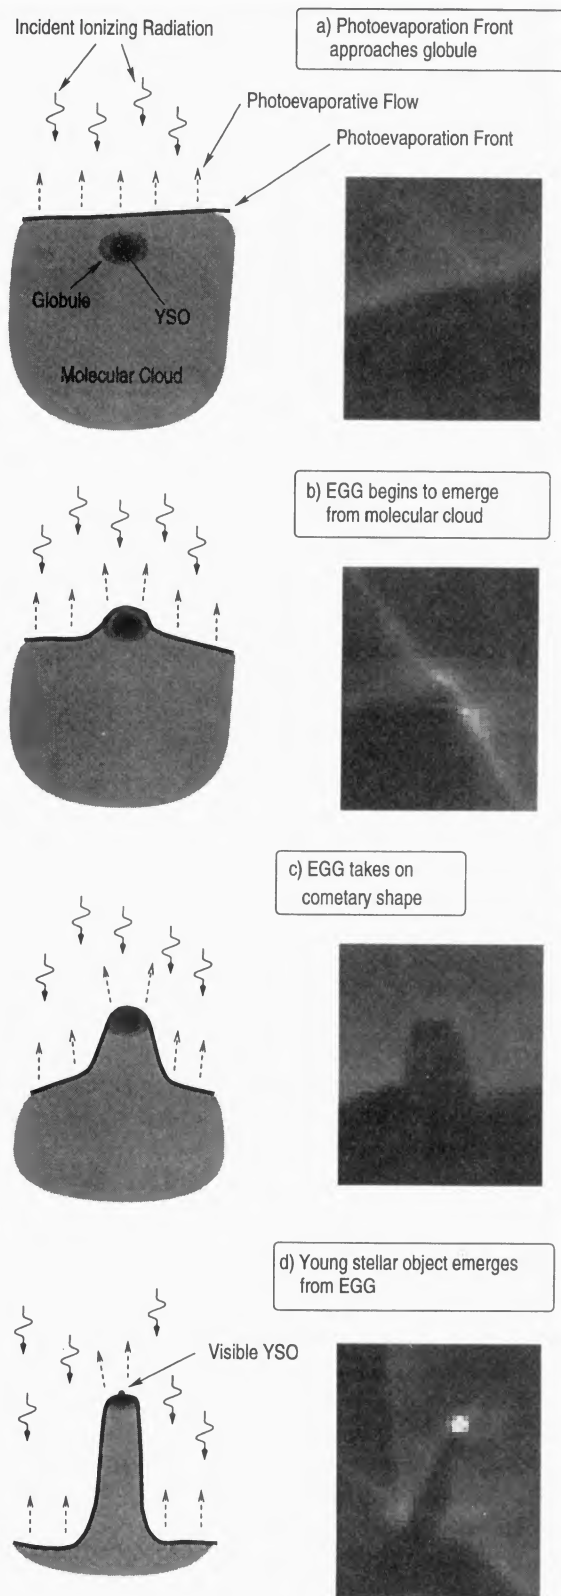 Incident Ionizing Radiation
a) Photoevaporation Front
approaches globule
Photoevaporative Flow
Photoevaporation Front
Globule
YSO
Molecular Cloud
b) EGG begins to emerge
from molecular cloud
c) EGG takes on
cometary shape
d) Young stellar object emerges
from EGG
Visible YSO